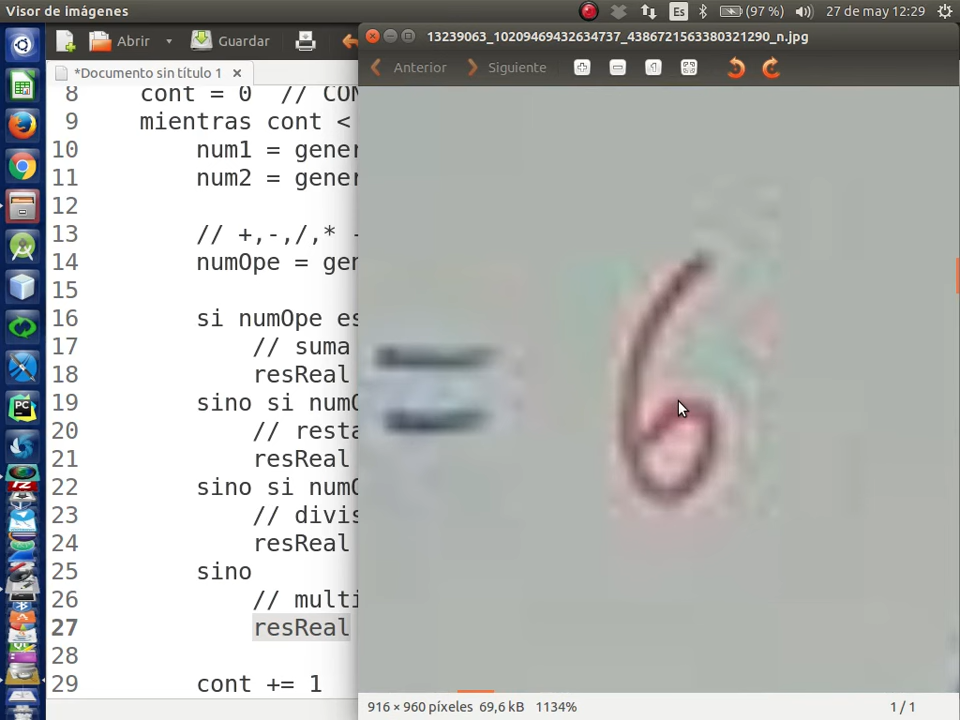 Visor de imágenes
Es
(97 %)
27 de may 12:29
Abrir
Guardar
13239063_10209469432634737_4386721563380321290_n.jpg
Anterior
Siguiente
*Documento sin título 1
8 cont = 0 // CON
9 mientras cont <
10 num1 = gener
11 num2 = gener
12
13 // +,-,/,* -
14 numOpe = gen
15
16 si numOpe es
17 // suma
18 resReal
19 sino si numO
20 // resta
21 resReal
22 sino si numO
23 // divis
24 resReal
25 sino
26 // multi
27 resReal
28
29 cont += 1
= 6
916 × 960 píxeles 69,6 kB 1134%
1 / 1
PC